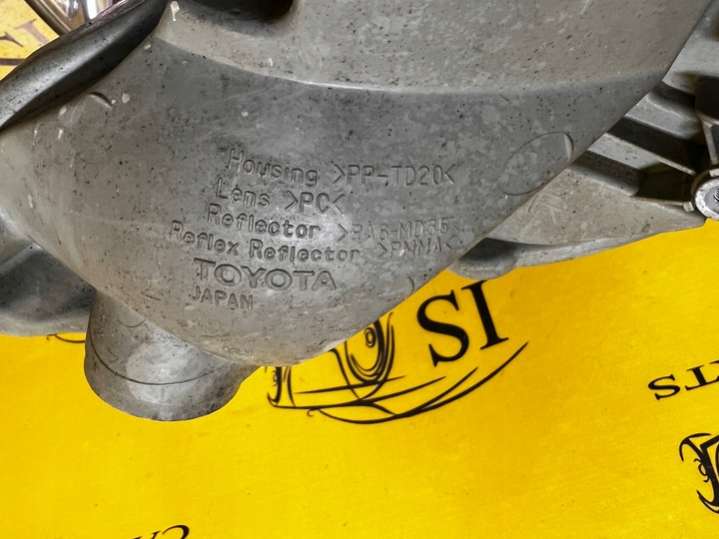 Housing >PP-TD20<
Lens >PC<
Reflector >PA6-MD35<
Reflex Reflector >PMMA<
TOYOTA
JAPAN
SI